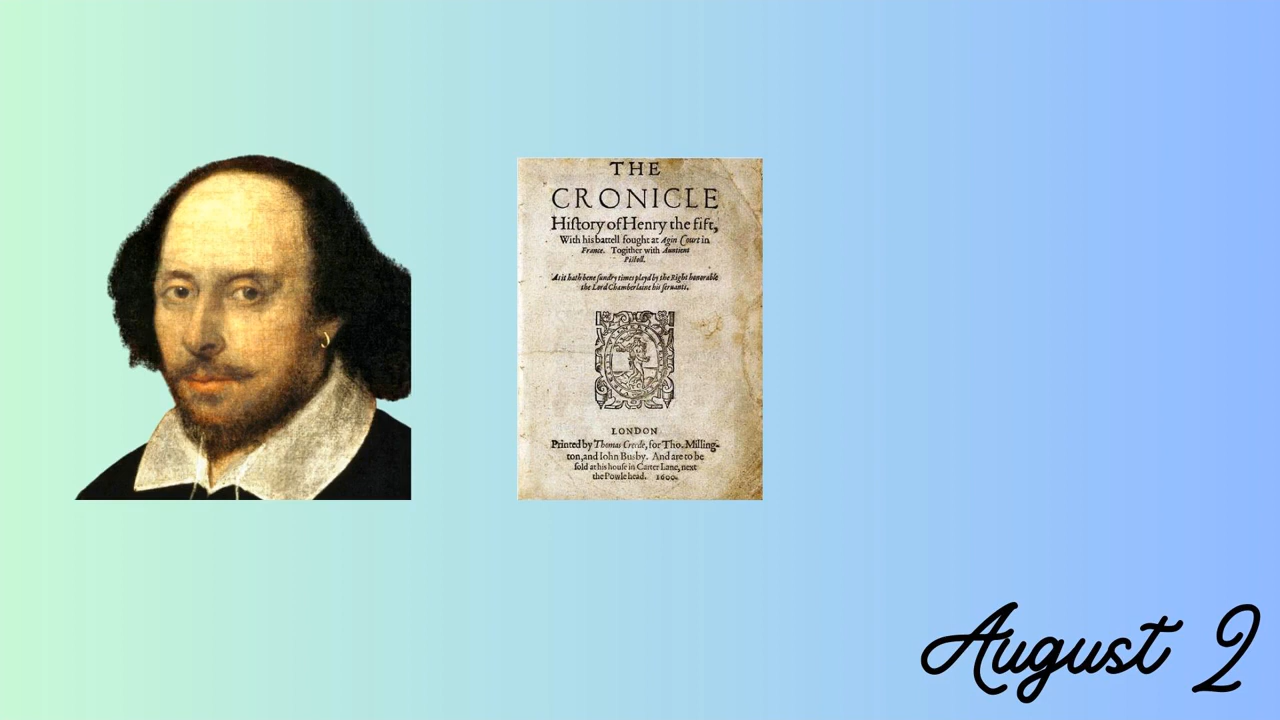 THE
CRONICLE
Hiſtory of Henry the fift,
With his battell fought at Agin Court in
France. Togither with Auntient
Piſtoll.
As it hath bene ſundry times playd by the Right honorable
the Lord Chamberlaine his ſeruants.
LONDON
Printed by Thomas Creede, for Tho. Milling-
ton, and Iohn Busby. And are to be
ſold at his houſe in Carter Lane, next
the Powle head. 1600.
August 2